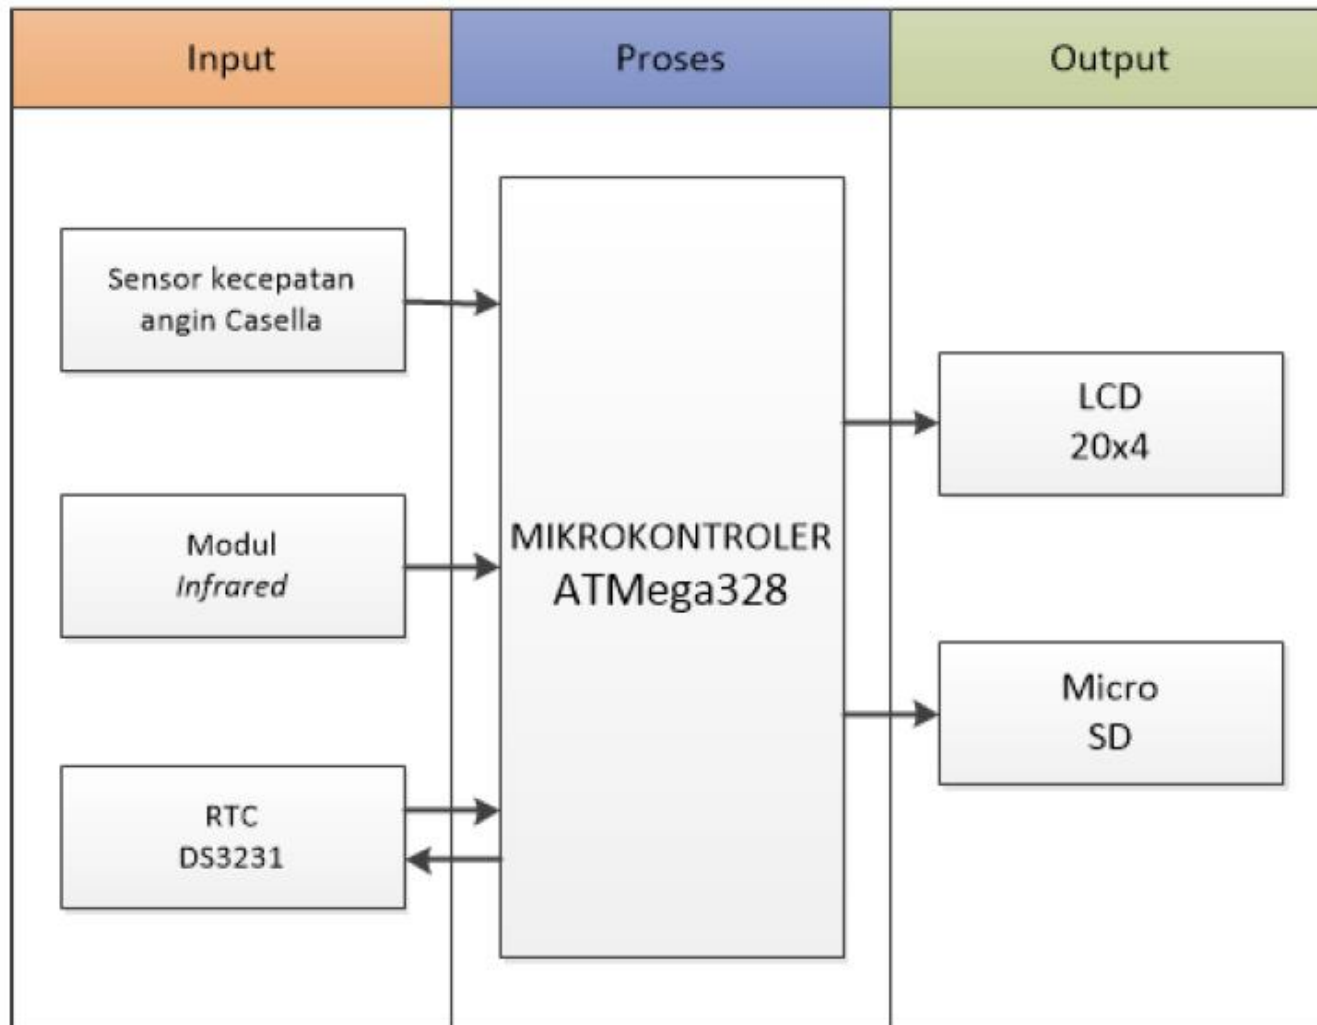 Input
Proses
Output
Sensor kecepatan
angin Casella
Modul
Infrared
RTC
DS3231
MIKROKONTROLER
ATMega328
LCD
20x4
Micro
SD